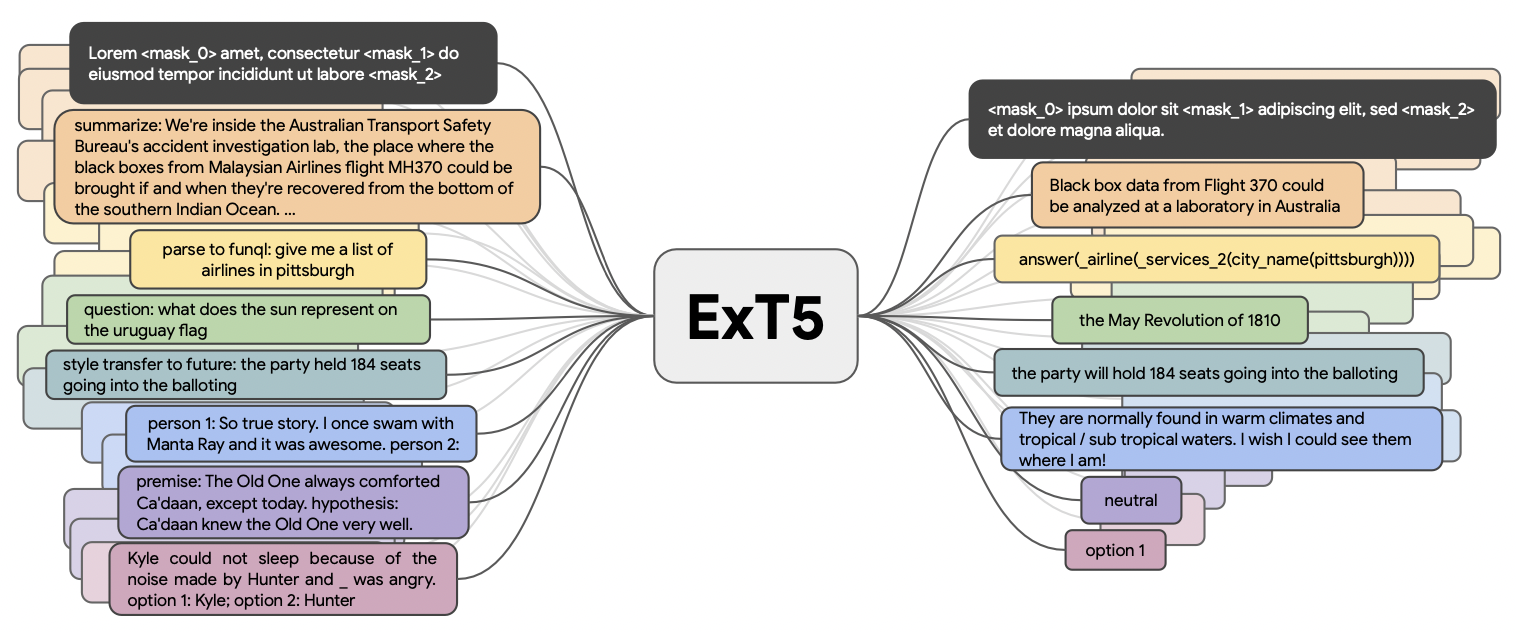 Lorem <mask_0> amet, consectetur <mask_1> do
eiusmod tempor incididunt ut labore <mask_2>
summarize: We're inside the Australian Transport Safety
Bureau's accident investigation lab, the place where the
black boxes from Malaysian Airlines flight MH370 could be
brought if and when they're recovered from the bottom of
the southern Indian Ocean. ...
parse to funql: give me a list of
airlines in pittsburgh
question: what does the sun represent on
the uruguay flag
style transfer to future: the party held 184 seats
going into the balloting
person 1: So true story. I once swam with
Manta Ray and it was awesome. person 2:
premise: The Old One always comforted
Ca'daan, except today. hypothesis:
Ca'daan knew the Old One very well.
Kyle could not sleep because of the
noise made by Hunter and _ was angry.
option 1: Kyle; option 2: Hunter
ExT5
<mask_0> ipsum dolor sit <mask_1> adipiscing elit, sed <mask_2>
et dolore magna aliqua.
Black box data from Flight 370 could
be analyzed at a laboratory in Australia
answer(_airline(_services_2(city_name(pittsburgh))))
the May Revolution of 1810
the party will hold 184 seats going into the balloting
They are normally found in warm climates and
tropical / sub tropical waters. I wish I could see them
where I am!
neutral
option 1